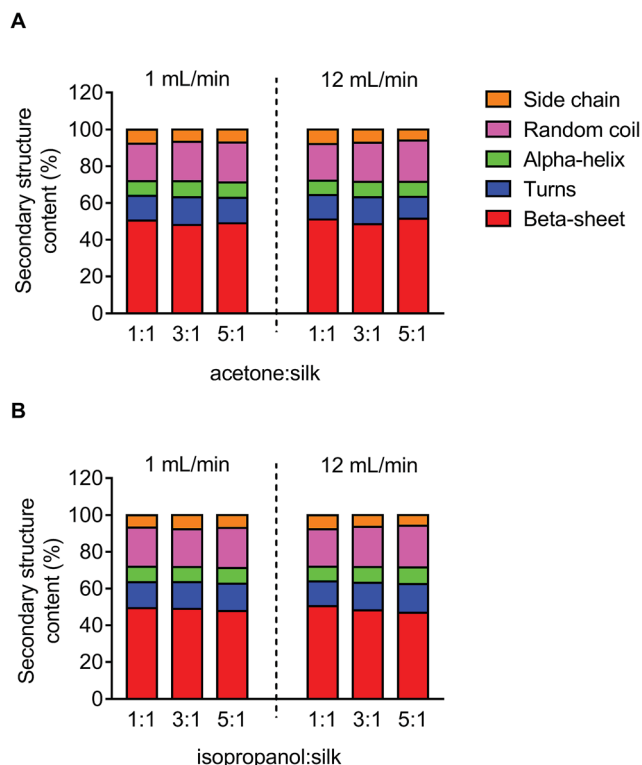 A
1 mL/min
12 mL/min
Secondary structure
content (%)
120
100
80
60
40
20
0
1:1 3:1 5:1 1:1 3:1 5:1
acetone:silk
Side chain
Random coil
Alpha-helix
Turns
Beta-sheet
B
1 mL/min
12 mL/min
Secondary structure
content (%)
120
100
80
60
40
20
0
1:1 3:1 5:1 1:1 3:1 5:1
isopropanol:silk